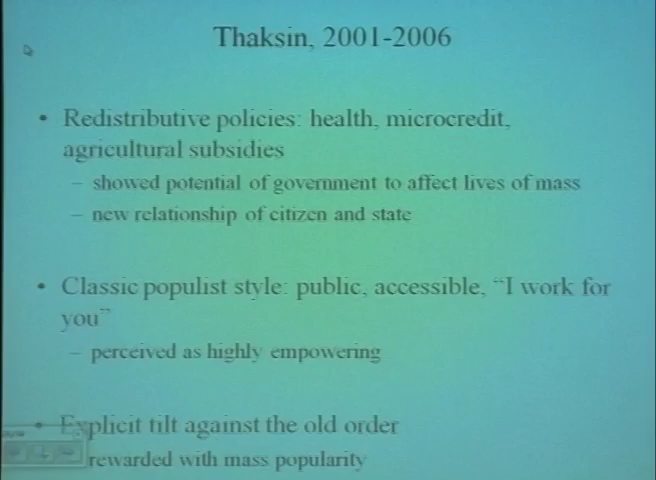 Thaksin, 2001-2006
• Redistributive policies: health, microcredit,
agricultural subsidies
– showed potential of government to affect lives of mass
– new relationship of citizen and state
• Classic populist style: public, accessible, “I work for
you”
– perceived as highly empowering
• Explicit tilt against the old order
rewarded with mass popularity